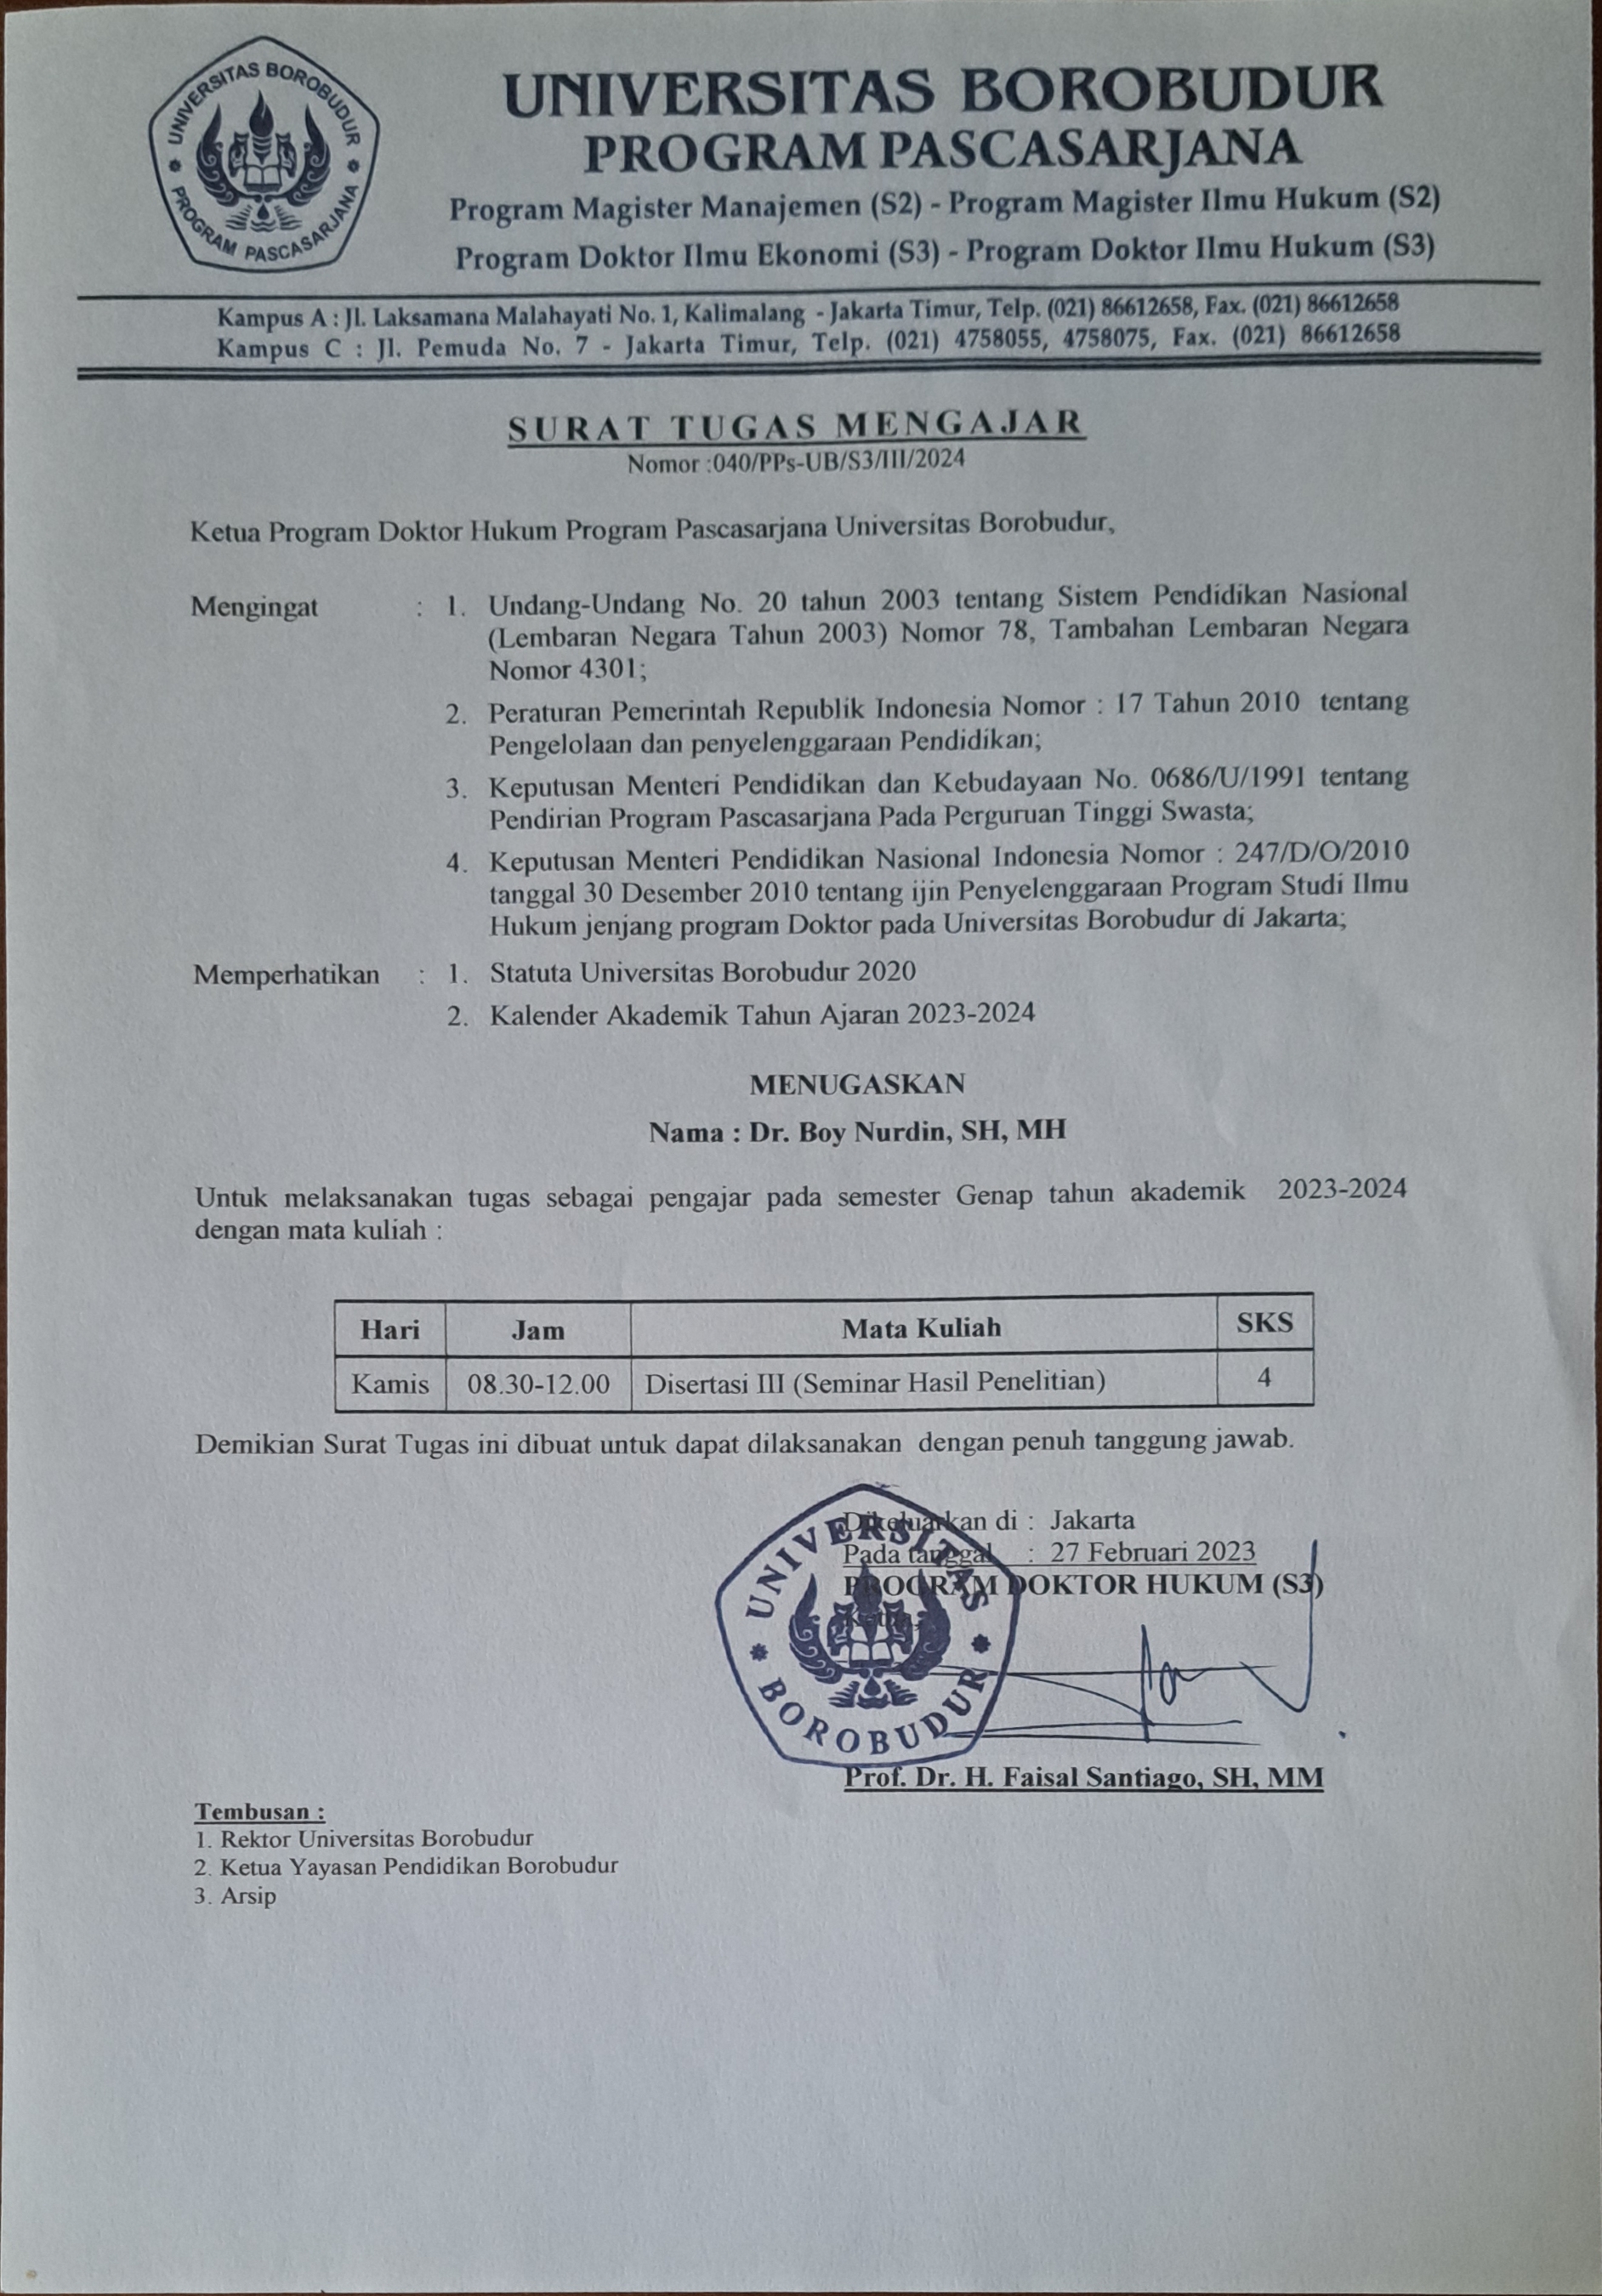 UNIVERSITAS BOROBUDUR
PROGRAM PASCASARJANA
UNIVERSITAS BOROBUDUR
PROGRAM PASCASARJANA
Program Magister Manajemen (S2) - Program Magister Ilmu Hukum (S2)
Program Doktor Ilmu Ekonomi (S3) - Program Doktor Ilmu Hukum (S3)
Kampus A : Jl. Laksamana Malahayati No. 1, Kalimalang - Jakarta Timur, Telp. (021) 86612658, Fax. (021) 86612658
Kampus C : Jl. Pemuda No. 7 - Jakarta Timur, Telp. (021) 4758055, 4758075, Fax. (021) 86612658
SURAT TUGAS MENGAJAR
Nomor :040/PPs-UB/S3/III/2024
Ketua Program Doktor Hukum Program Pascasarjana Universitas Borobudur,
Mengingat : 1. Undang-Undang No. 20 tahun 2003 tentang Sistem Pendidikan Nasional
(Lembaran Negara Tahun 2003) Nomor 78, Tambahan Lembaran Negara
Nomor 4301;
2. Peraturan Pemerintah Republik Indonesia Nomor : 17 Tahun 2010 tentang
Pengelolaan dan penyelenggaraan Pendidikan;
3. Keputusan Menteri Pendidikan dan Kebudayaan No. 0686/U/1991 tentang
Pendirian Program Pascasarjana Pada Perguruan Tinggi Swasta;
4. Keputusan Menteri Pendidikan Nasional Indonesia Nomor : 247/D/O/2010
tanggal 30 Desember 2010 tentang ijin Penyelenggaraan Program Studi Ilmu
Hukum jenjang program Doktor pada Universitas Borobudur di Jakarta;
Memperhatikan : 1. Statuta Universitas Borobudur 2020
2. Kalender Akademik Tahun Ajaran 2023-2024
MENUGASKAN
Nama : Dr. Boy Nurdin, SH, MH
Untuk melaksanakan tugas sebagai pengajar pada semester Genap tahun akademik 2023-2024
dengan mata kuliah :
Hari Jam Mata Kuliah SKS
Kamis 08.30-12.00 Disertasi III (Seminar Hasil Penelitian) 4
Demikian Surat Tugas ini dibuat untuk dapat dilaksanakan dengan penuh tanggung jawab.
Dikeluarkan di : Jakarta
Pada tanggal : 27 Februari 2023
PROGRAM DOKTOR HUKUM (S3)
Ketua,
UNIVERSITAS
BOROBUDUR
Prof. Dr. H. Faisal Santiago, SH, MM
Tembusan :
1. Rektor Universitas Borobudur
2. Ketua Yayasan Pendidikan Borobudur
3. Arsip